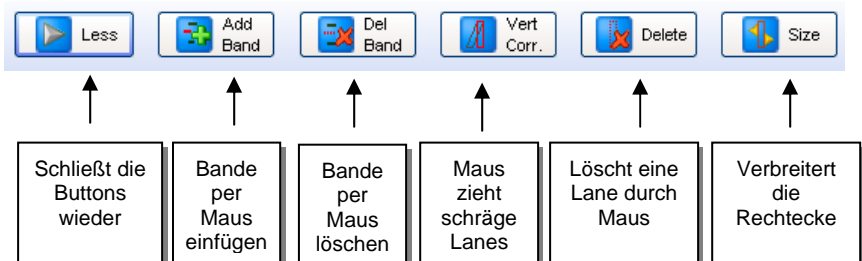 Less
Add
Band
Del
Band
Vert
Corr.
Delete
Size
Schließt die
Buttons
wieder
Bande
per
Maus
einfügen
Bande
per
Maus
löschen
Maus
zieht
schräge
Lanes
Löscht eine
Lane durch
Maus
Verbreitert
die
Rechtecke